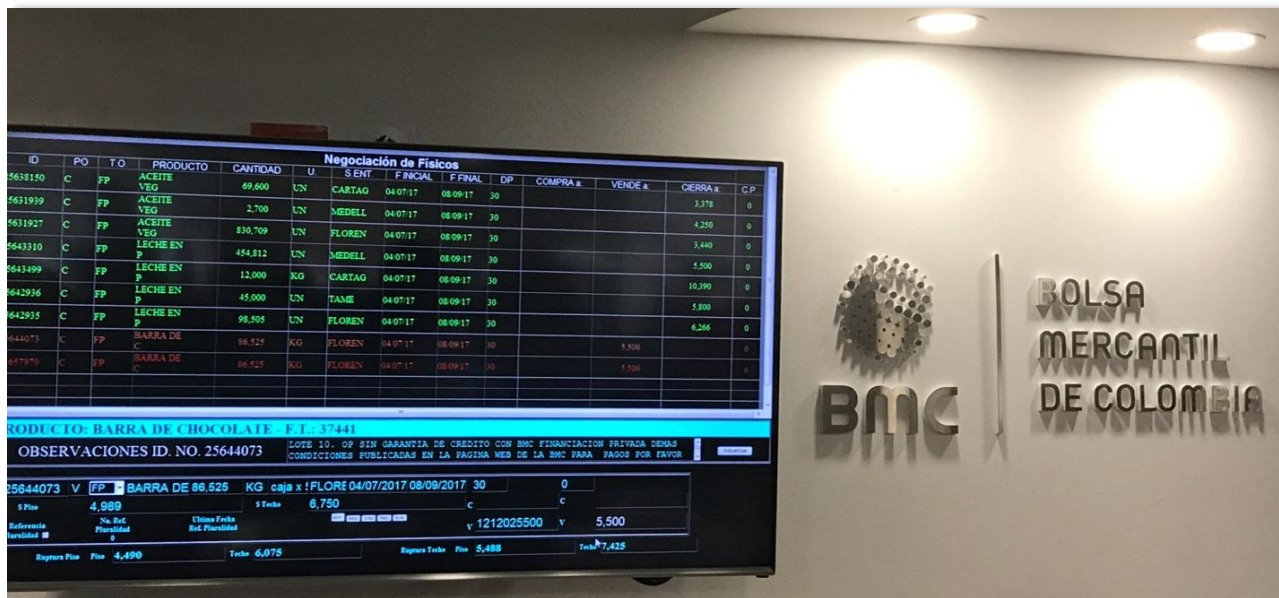 Negociación de Físicos
ID PO T O PRODUCTO CANTIDAD U. S.ENT F.INICIAL F.FINAL DP COMPRA a: VENDE a: CIERRA a: C.P
5638150 C FP ACEITE VEG 69,600 UN CARTAG 04/07/17 08/09/17 30 3,378 0
5631939 C FP ACEITE VEG 2,700 UN MEDELL 04/07/17 08/09/17 30 4,250 0
5631927 C FP ACEITE VEG 830,709 UN FLOREN 04/07/17 08/09/17 30 3,440 0
5643310 C FP LECHE EN P 454,812 UN MEDELL 04/07/17 08/09/17 30 5,500 0
5643499 C FP LECHE EN P 12,000 KG CARTAG 04/07/17 08/09/17 30 10,390 0
5642936 C FP LECHE EN P 45,000 UN TAME 04/07/17 08/09/17 30 5,800 0
5642935 C FP LECHE EN P 98,505 UN FLOREN 04/07/17 08/09/17 30 6,266 0
5644073 C FP BARRA DE C 86,525 KG FLOREN 04/07/17 08/09/17 30 5,500 0
5657979 C FP BARRA DE C 86,525 KG FLOREN 04/07/17 08/09/17 30 5,500
RODUCTO: BARRA DE CHOCOLATE - F.T.: 37441
OBSERVACIONES ID. NO. 25644073
LOTE 10. OP SIN GARANTIA DE CREDITO CON BMC FINANCIACION PRIVADA DEMAS
CONDICIONES PUBLICADAS EN LA PAGINA WEB DE LA BMC PARA PAGOS POR FAVOR
25644073 V FP BARRA DE 86,525 KG caja x FLORE 04/07/2017 08/09/2017 30 0
$ Piso 4,989 $ Techo 6,750 C C
Referencia Pluralidad No. Ref. Pluralidad 0 Ultima Fecha Ref. Pluralidad V 1212025500 V 5,500
Ruptura Piso Piso 4,490 Techo 6,075 Ruptura Techo Piso 5,488 Techo 7,425
BMC
BOLSA
MERCANTIL
DE COLOMBIA